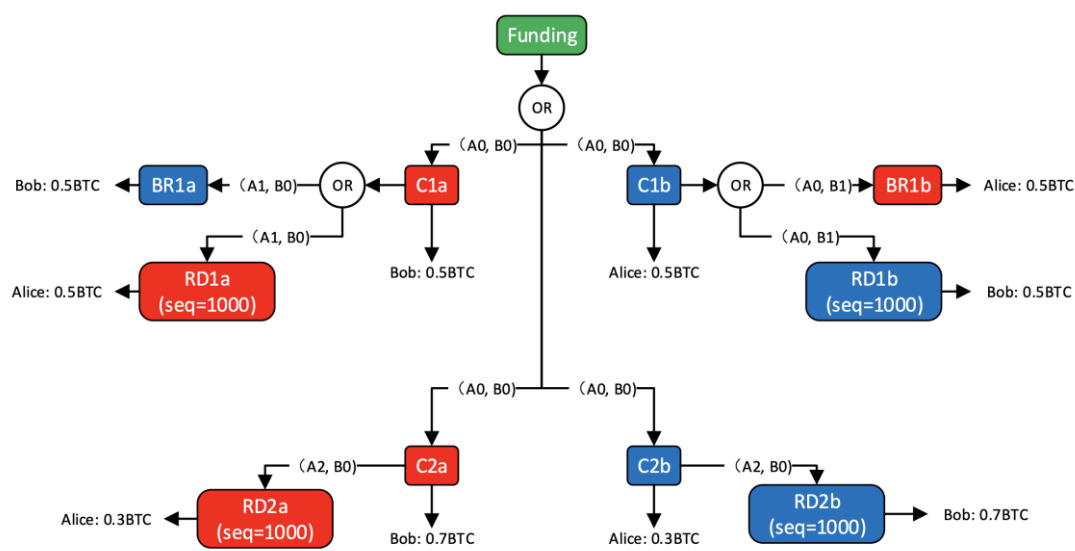 Funding
OR
(A0, B0)
(A0, B0)
Bob: 0.5BTC
BR1a
(A1, B0)
OR
C1a
C1b
OR
(A0, B1)
BR1b
Alice: 0.5BTC
(A1, B0)
(A0, B1)
Alice: 0.5BTC
RD1a
(seq=1000)
Bob: 0.5BTC
Alice: 0.5BTC
RD1b
(seq=1000)
Bob: 0.5BTC
(A0, B0)
(A0, B0)
(A2, B0)
C2a
C2b
(A2, B0)
Alice: 0.3BTC
RD2a
(seq=1000)
Bob: 0.7BTC
Alice: 0.3BTC
RD2b
(seq=1000)
Bob: 0.7BTC